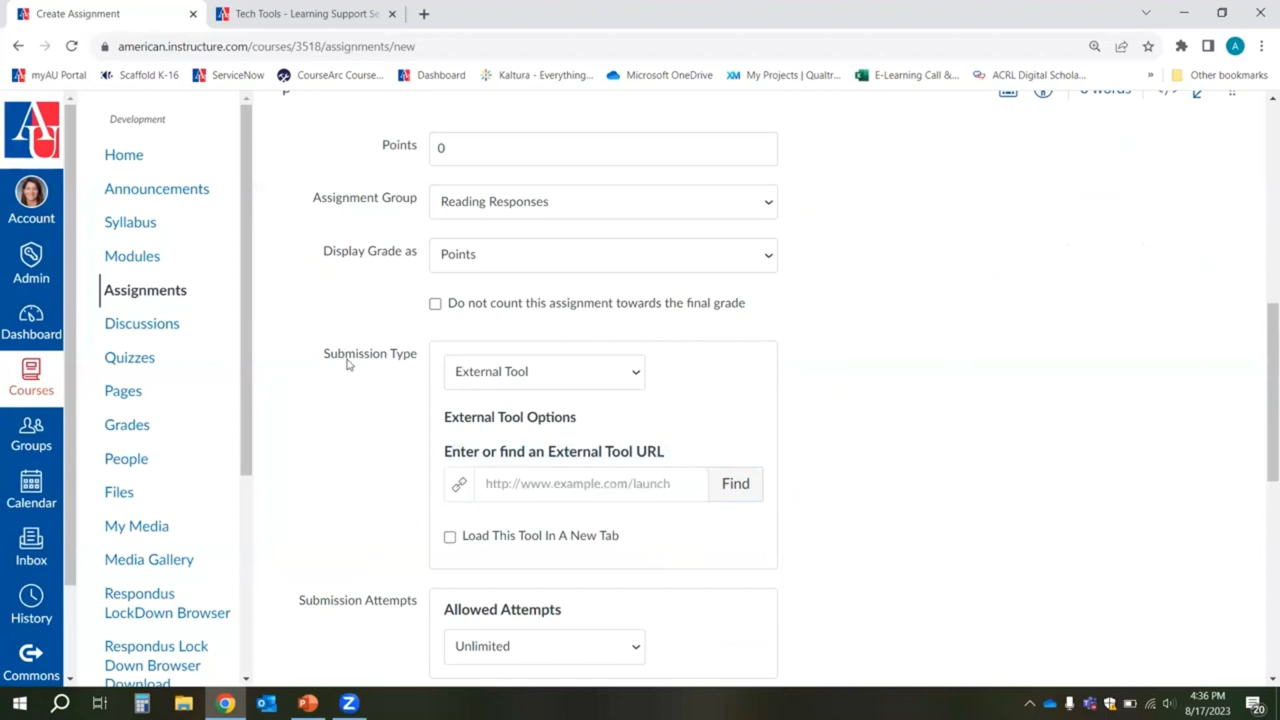 Create Assignment
Tech Tools - Learning Support Se
american.instructure.com/courses/3518/assignments/new
A
myAU Portal
Scaffold K-16
ServiceNow
CourseArc Course...
Dashboard
Kaltura - Everything...
Microsoft OneDrive
XM My Projects | Qualtr...
E-Learning Call &...
ACRL Digital Schola...
»
Other bookmarks
AU
Account
Admin
Dashboard
Courses
Groups
Calendar
Inbox
History
Commons
Development
Home
Announcements
Syllabus
Modules
Assignments
Discussions
Quizzes
Pages
Grades
People
Files
My Media
Media Gallery
Respondus
LockDown Browser
Respondus Lock
Down Browser
Download
p
0 words
Points
0
Assignment Group
Reading Responses
Display Grade as
Points
Do not count this assignment towards the final grade
Submission Type
External Tool
External Tool Options
Enter or find an External Tool URL
http://www.example.com/launch
Find
Load This Tool In A New Tab
Submission Attempts
Allowed Attempts
Unlimited
4:36 PM
8/17/2023
20